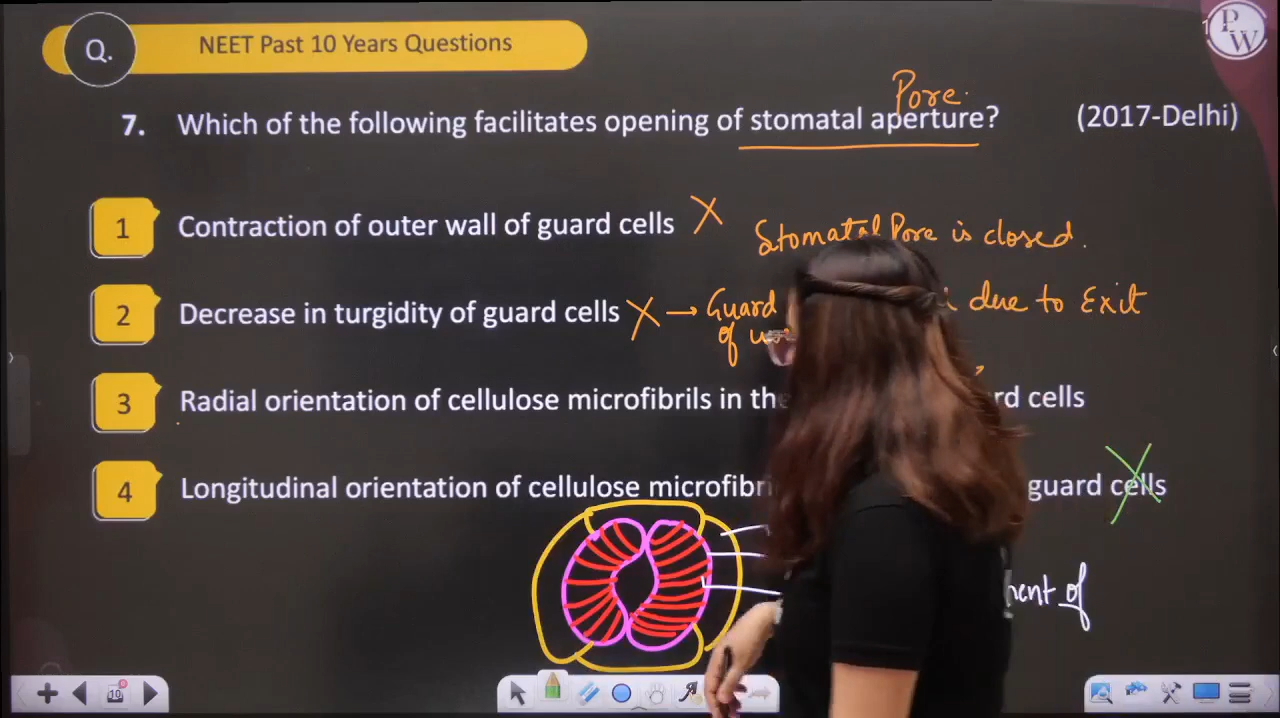 Q.
NEET Past 10 Years Questions
PW
Pore.
7. Which of the following facilitates opening of stomatal aperture? (2017-Delhi)
1 Contraction of outer wall of guard cells X Stomatal Pore is closed.
2 Decrease in turgidity of guard cells X → Guard due to Exit
of
3 Radial orientation of cellulose microfibrils in the cells
4 Longitudinal orientation of cellulose guard cells
of
10